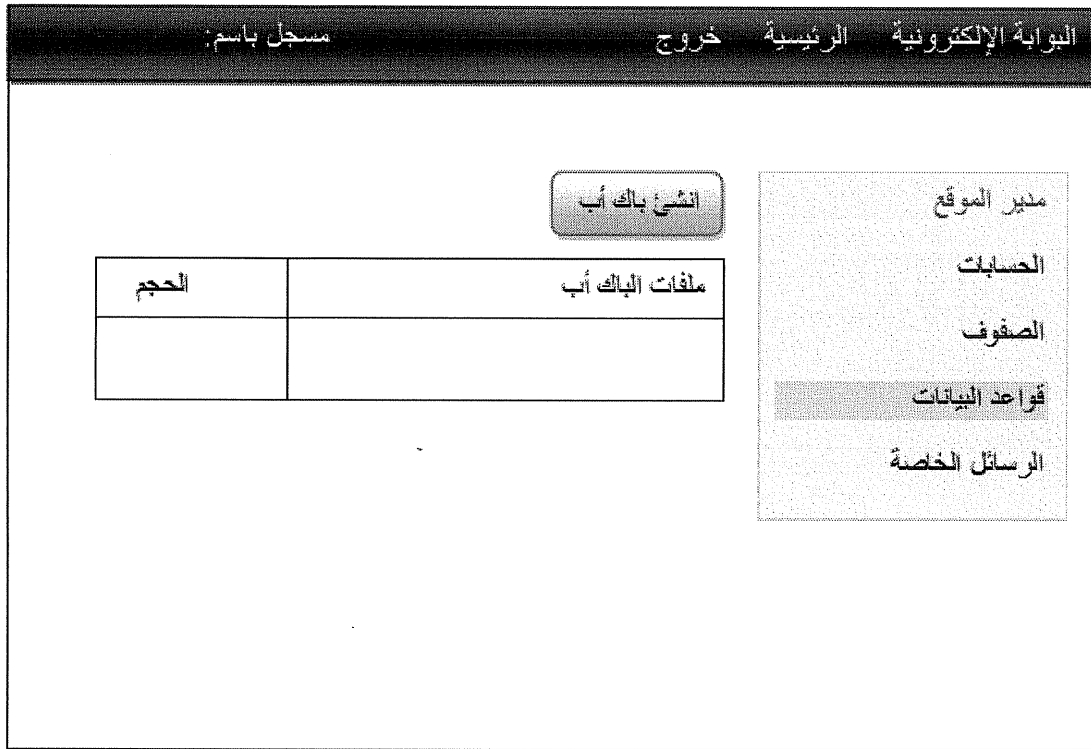 البوابة الإلكترونية الرئيسية خروج مسجل باسم:
مدير الموقع
الحسابات
الصفوف
قواعد البيانات
الرسائل الخاصة
انشئ باك أب
ملفات الباك أب الحجم